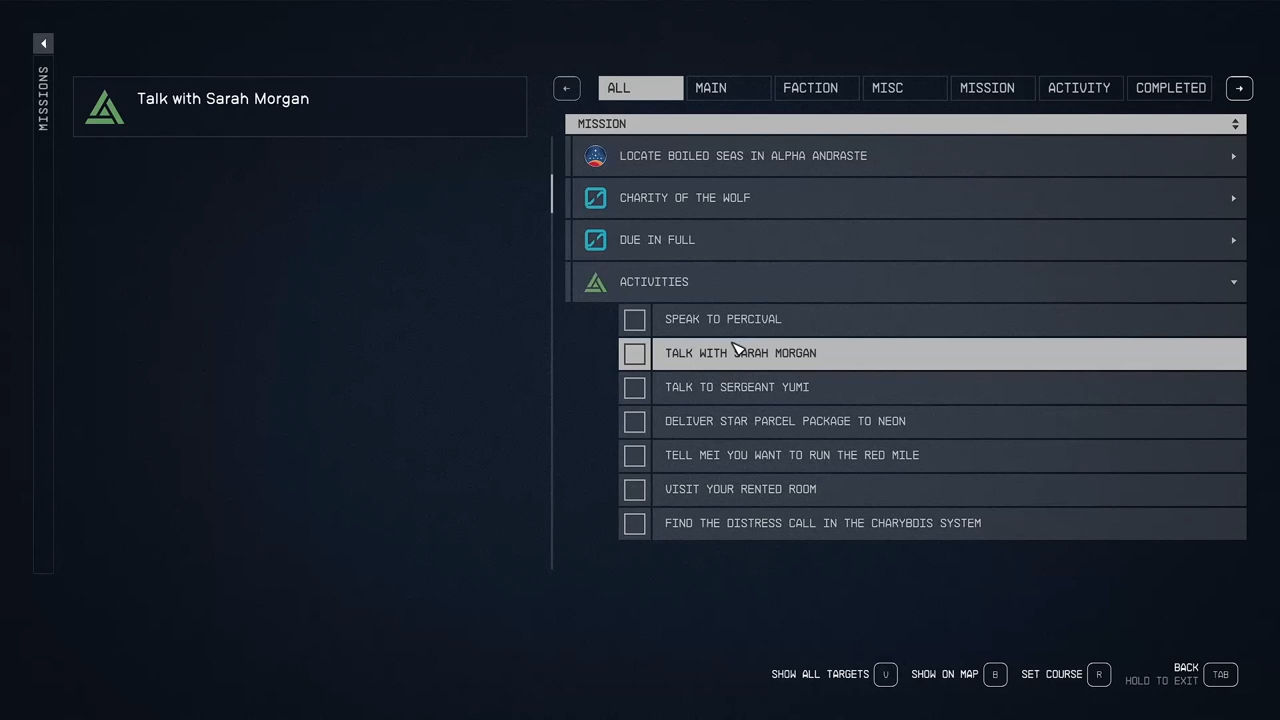 MISSIONS
Talk with Sarah Morgan
ALL MAIN FACTION MISC MISSION ACTIVITY COMPLETED
MISSION
LOCATE BOILED SEAS IN ALPHA ANDRASTE
CHARITY OF THE WOLF
DUE IN FULL
ACTIVITIES
SPEAK TO PERCIVAL
TALK WITH SARAH MORGAN
TALK TO SERGEANT YUMI
DELIVER STAR PARCEL PACKAGE TO NEON
TELL MEI YOU WANT TO RUN THE RED MILE
VISIT YOUR RENTED ROOM
FIND THE DISTRESS CALL IN THE CHARYBDIS SYSTEM
SHOW ALL TARGETS V SHOW ON MAP B SET COURSE R BACK TAB
HOLD TO EXIT